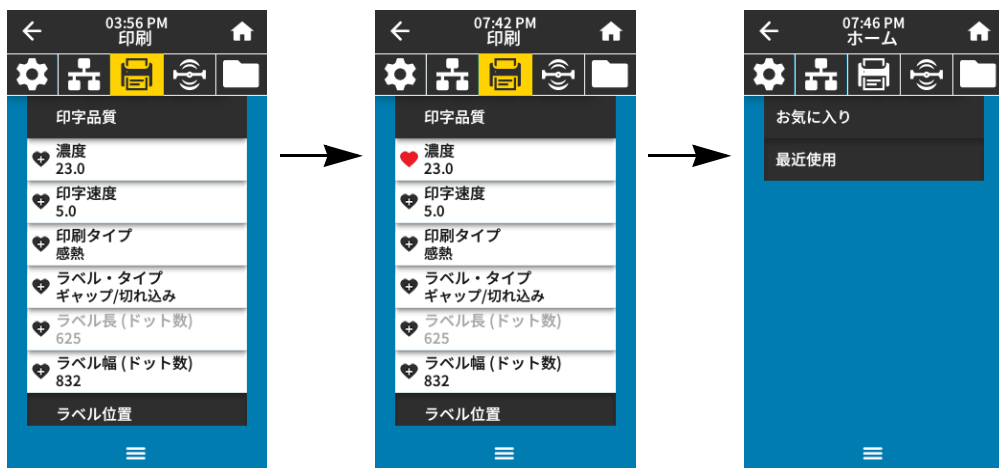 03:56 PM
印刷
印字品質
濃度
23.0
印字速度
5.0
印刷タイプ
感熱
ラベル・タイプ
ギャップ/切れ込み
ラベル長 (ドット数)
625
ラベル幅 (ドット数)
832
ラベル位置
07:42 PM
印刷
印字品質
濃度
23.0
印字速度
5.0
印刷タイプ
感熱
ラベル・タイプ
ギャップ/切れ込み
ラベル長 (ドット数)
625
ラベル幅 (ドット数)
832
ラベル位置
07:46 PM
ホーム
お気に入り
最近使用